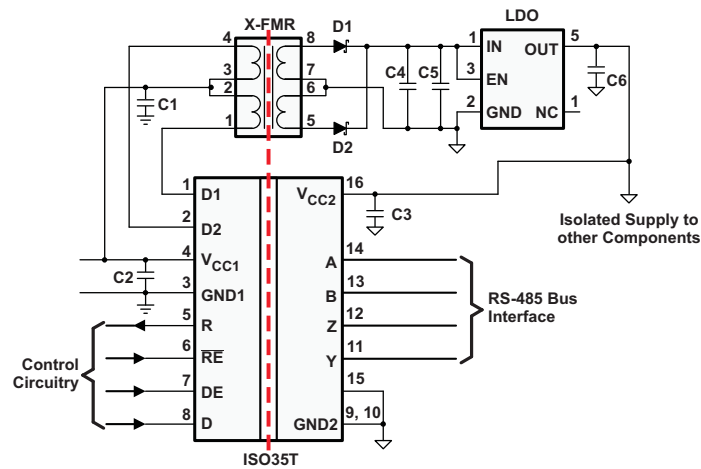 X-FMR
4
3
2
1
8
7
6
5
D1
D2
C1
C4
C5
LDO
1
IN
OUT
5
3
EN
2
GND
NC
1
C6
1
D1
2
D2
4
VCC1
3
GND1
5
R
6
RE
7
DE
8
D
C2
Control
Circuitry
16
VCC2
C3
14
A
13
B
12
Z
11
Y
15
9, 10
GND2
ISO35T
Isolated Supply to
other Components
RS-485 Bus
Interface